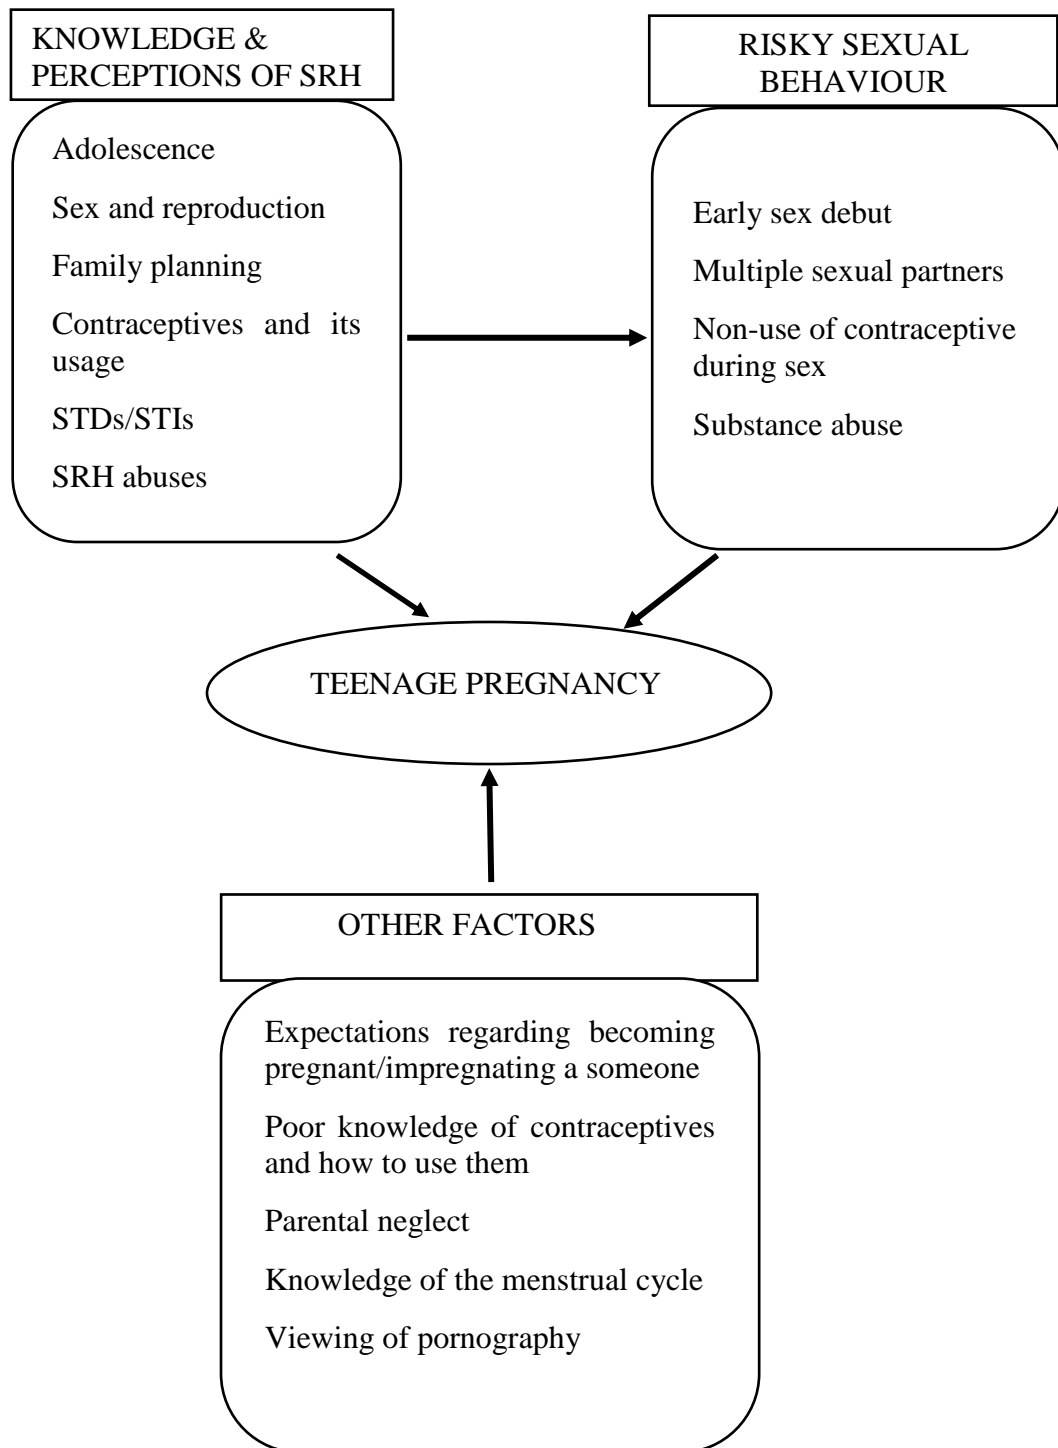 KNOWLEDGE &
PERCEPTIONS OF SRH
Adolescence
Sex and reproduction
Family planning
Contraceptives and its
usage
STDs/STIs
SRH abuses
RISKY SEXUAL
BEHAVIOUR
Early sex debut
Multiple sexual partners
Non-use of contraceptive
during sex
Substance abuse
TEENAGE PREGNANCY
OTHER FACTORS
Expectations regarding becoming
pregnant/impregnating a someone
Poor knowledge of contraceptives
and how to use them
Parental neglect
Knowledge of the menstrual cycle
Viewing of pornography